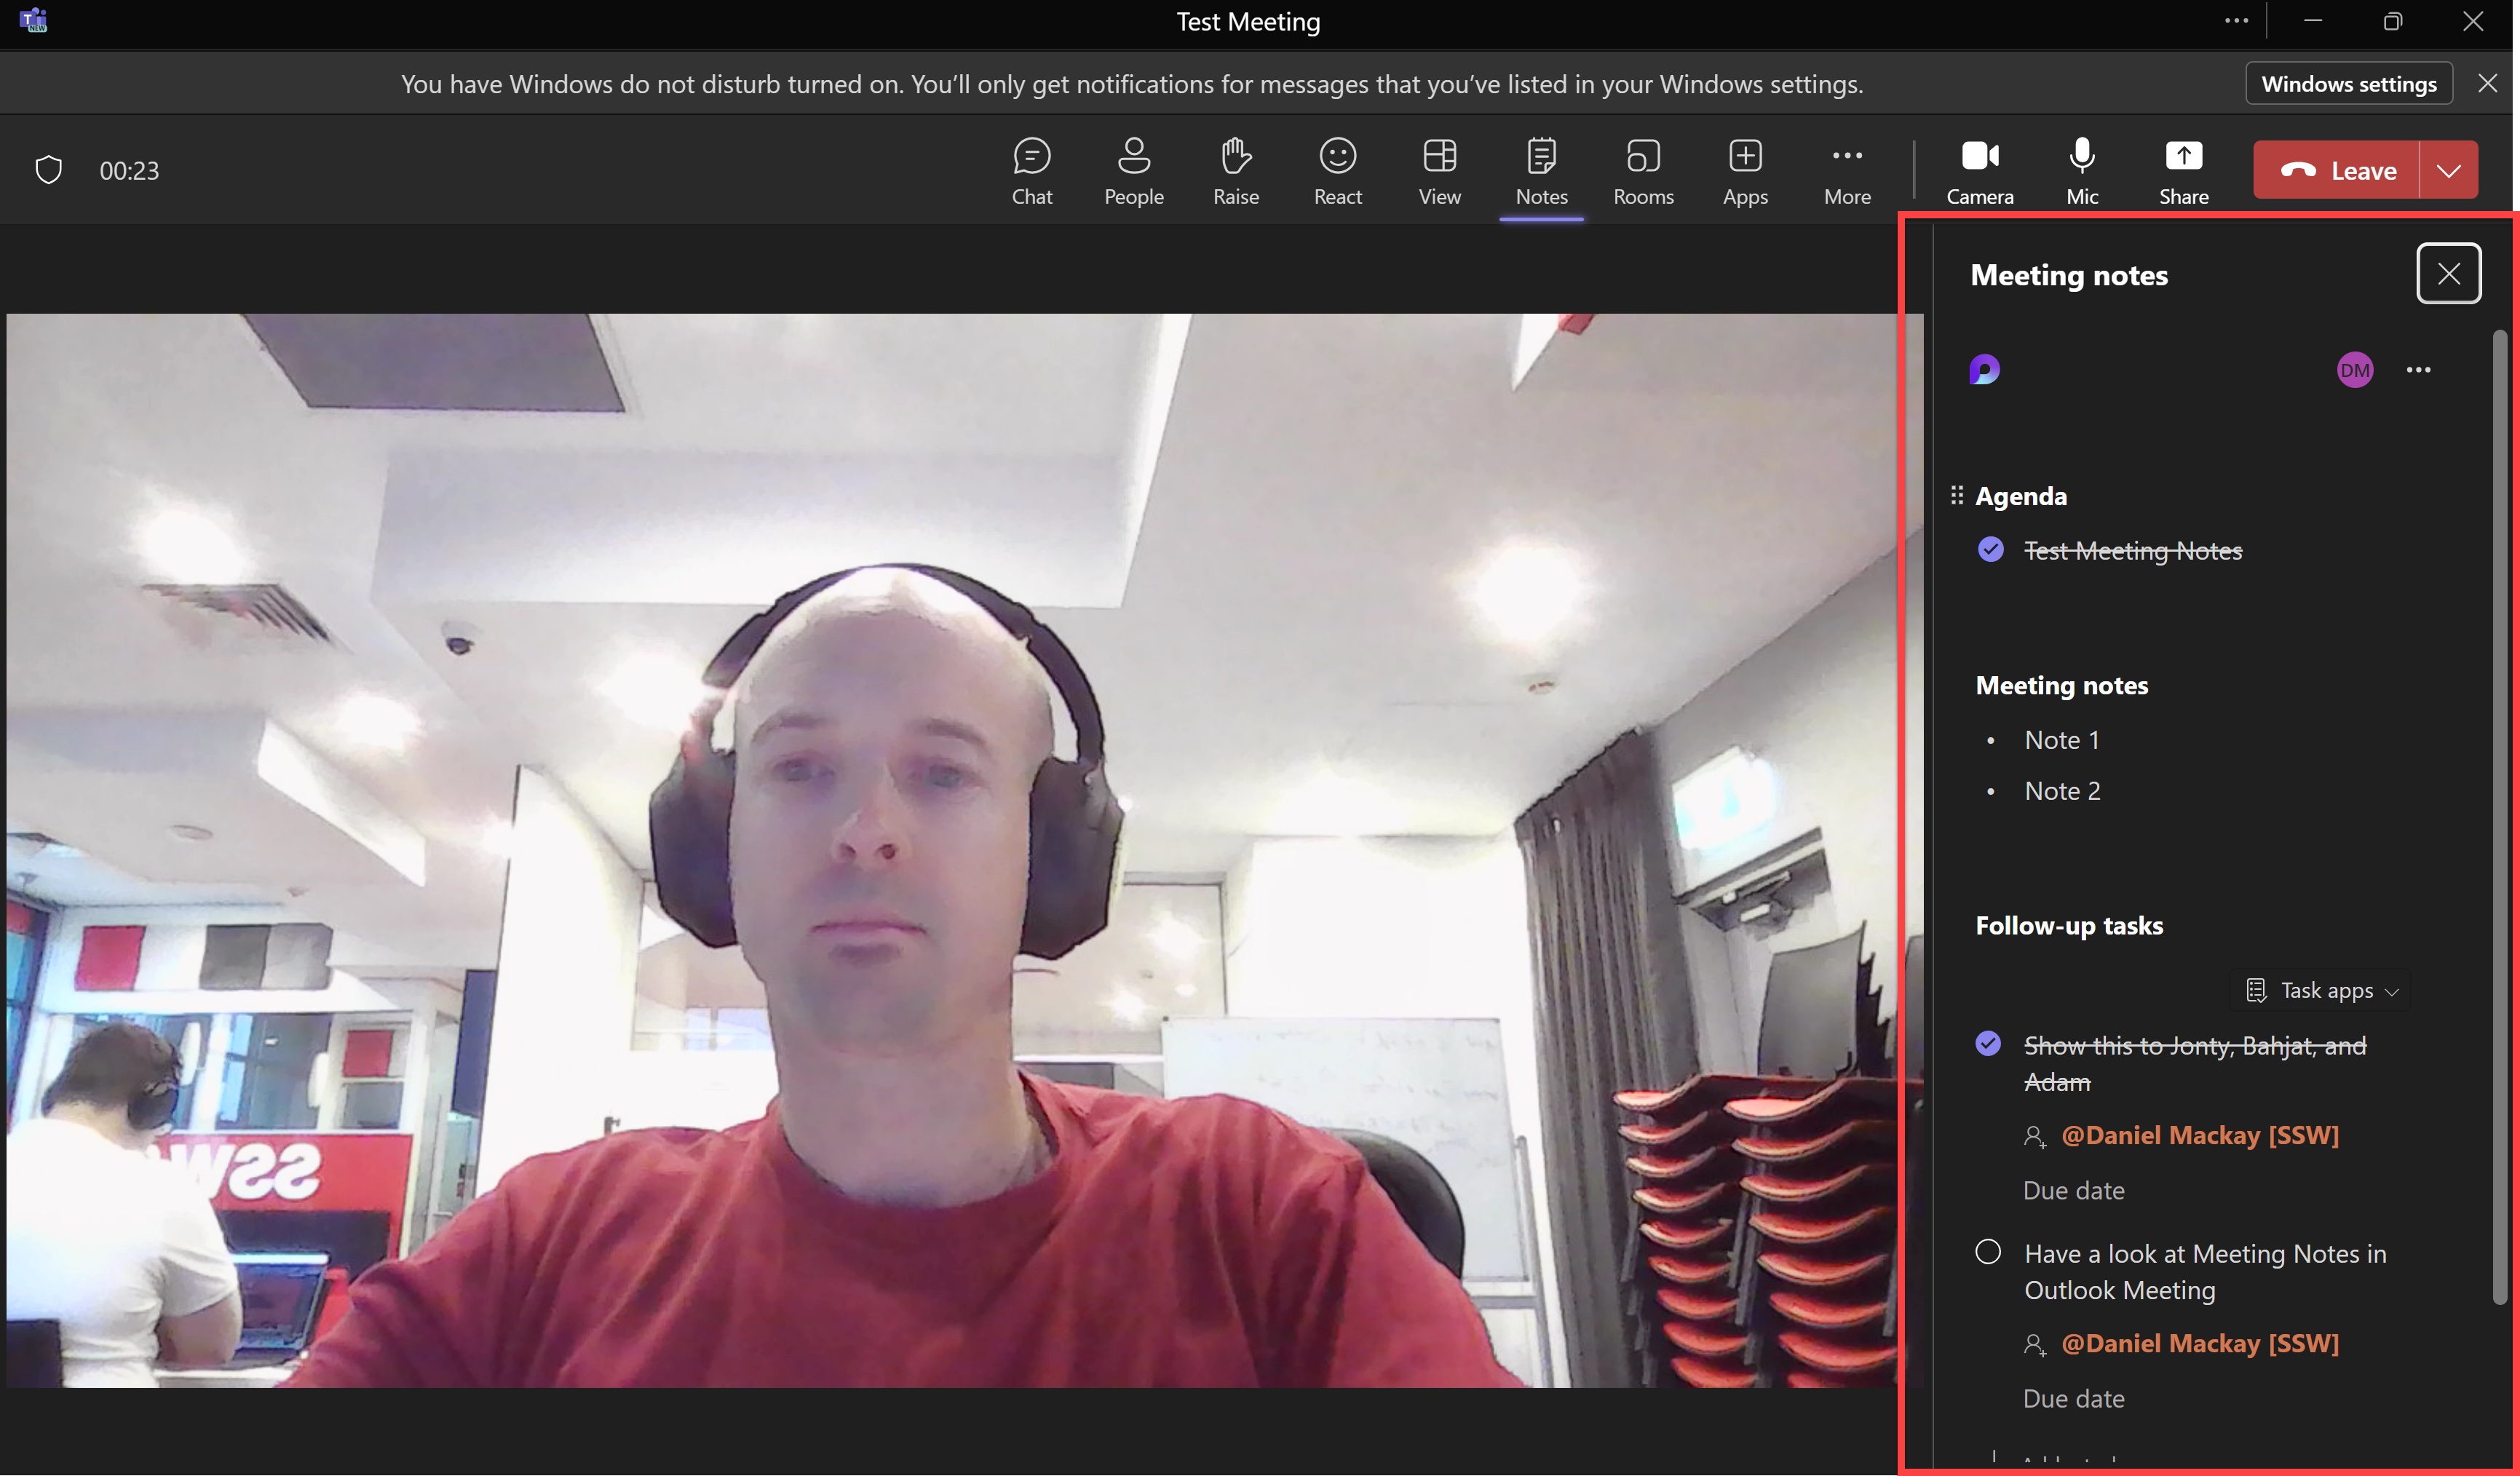 T NEW
Test Meeting
You have Windows do not disturb turned on. You'll only get notifications for messages that you've listed in your Windows settings.
Windows settings
00:23
Chat
People
Raise
React
View
Notes
Rooms
Apps
More
Camera
Mic
Share
Leave
Meeting notes
DM
Agenda
Test Meeting Notes
Meeting notes
• Note 1
• Note 2
Follow-up tasks
Task apps
Show this to Jonty, Bahjat, and
Adam
@Daniel Mackay [SSW]
Due date
Have a look at Meeting Notes in
Outlook Meeting
@Daniel Mackay [SSW]
Due date
SSW